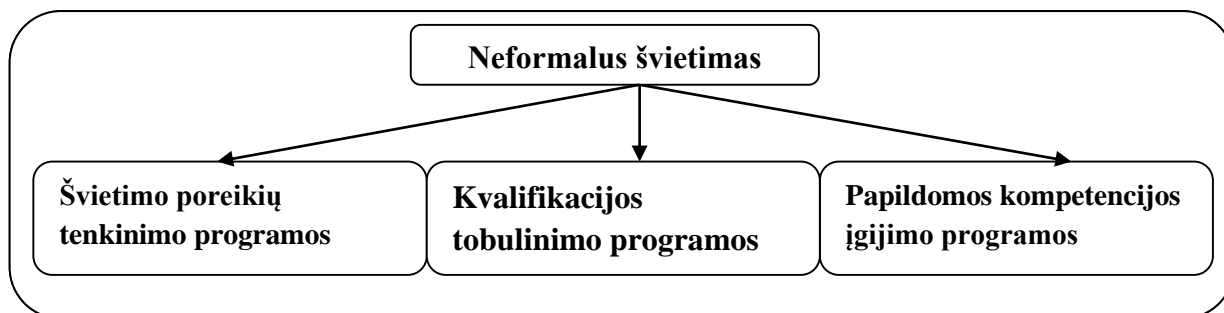 Neformalus švietimas
Švietimo poreikių
tenkinimo programos
Kvalifikacijos
tobulinimo programos
Papildomos kompetencijos
įgijimo programos